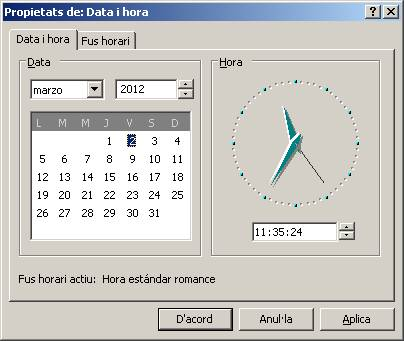 Propietats de: Data i hora
Data i hora
Fus horari
Data
marzo
2012
L M M J V S D
1 2 3 4
5 6 7 8 9 10 11
12 13 14 15 16 17 18
19 20 21 22 23 24 25
26 27 28 29 30 31
Hora
11:35:24
Fus horari actiu: Hora estándar romance
D'acord
Anul·la
Aplica